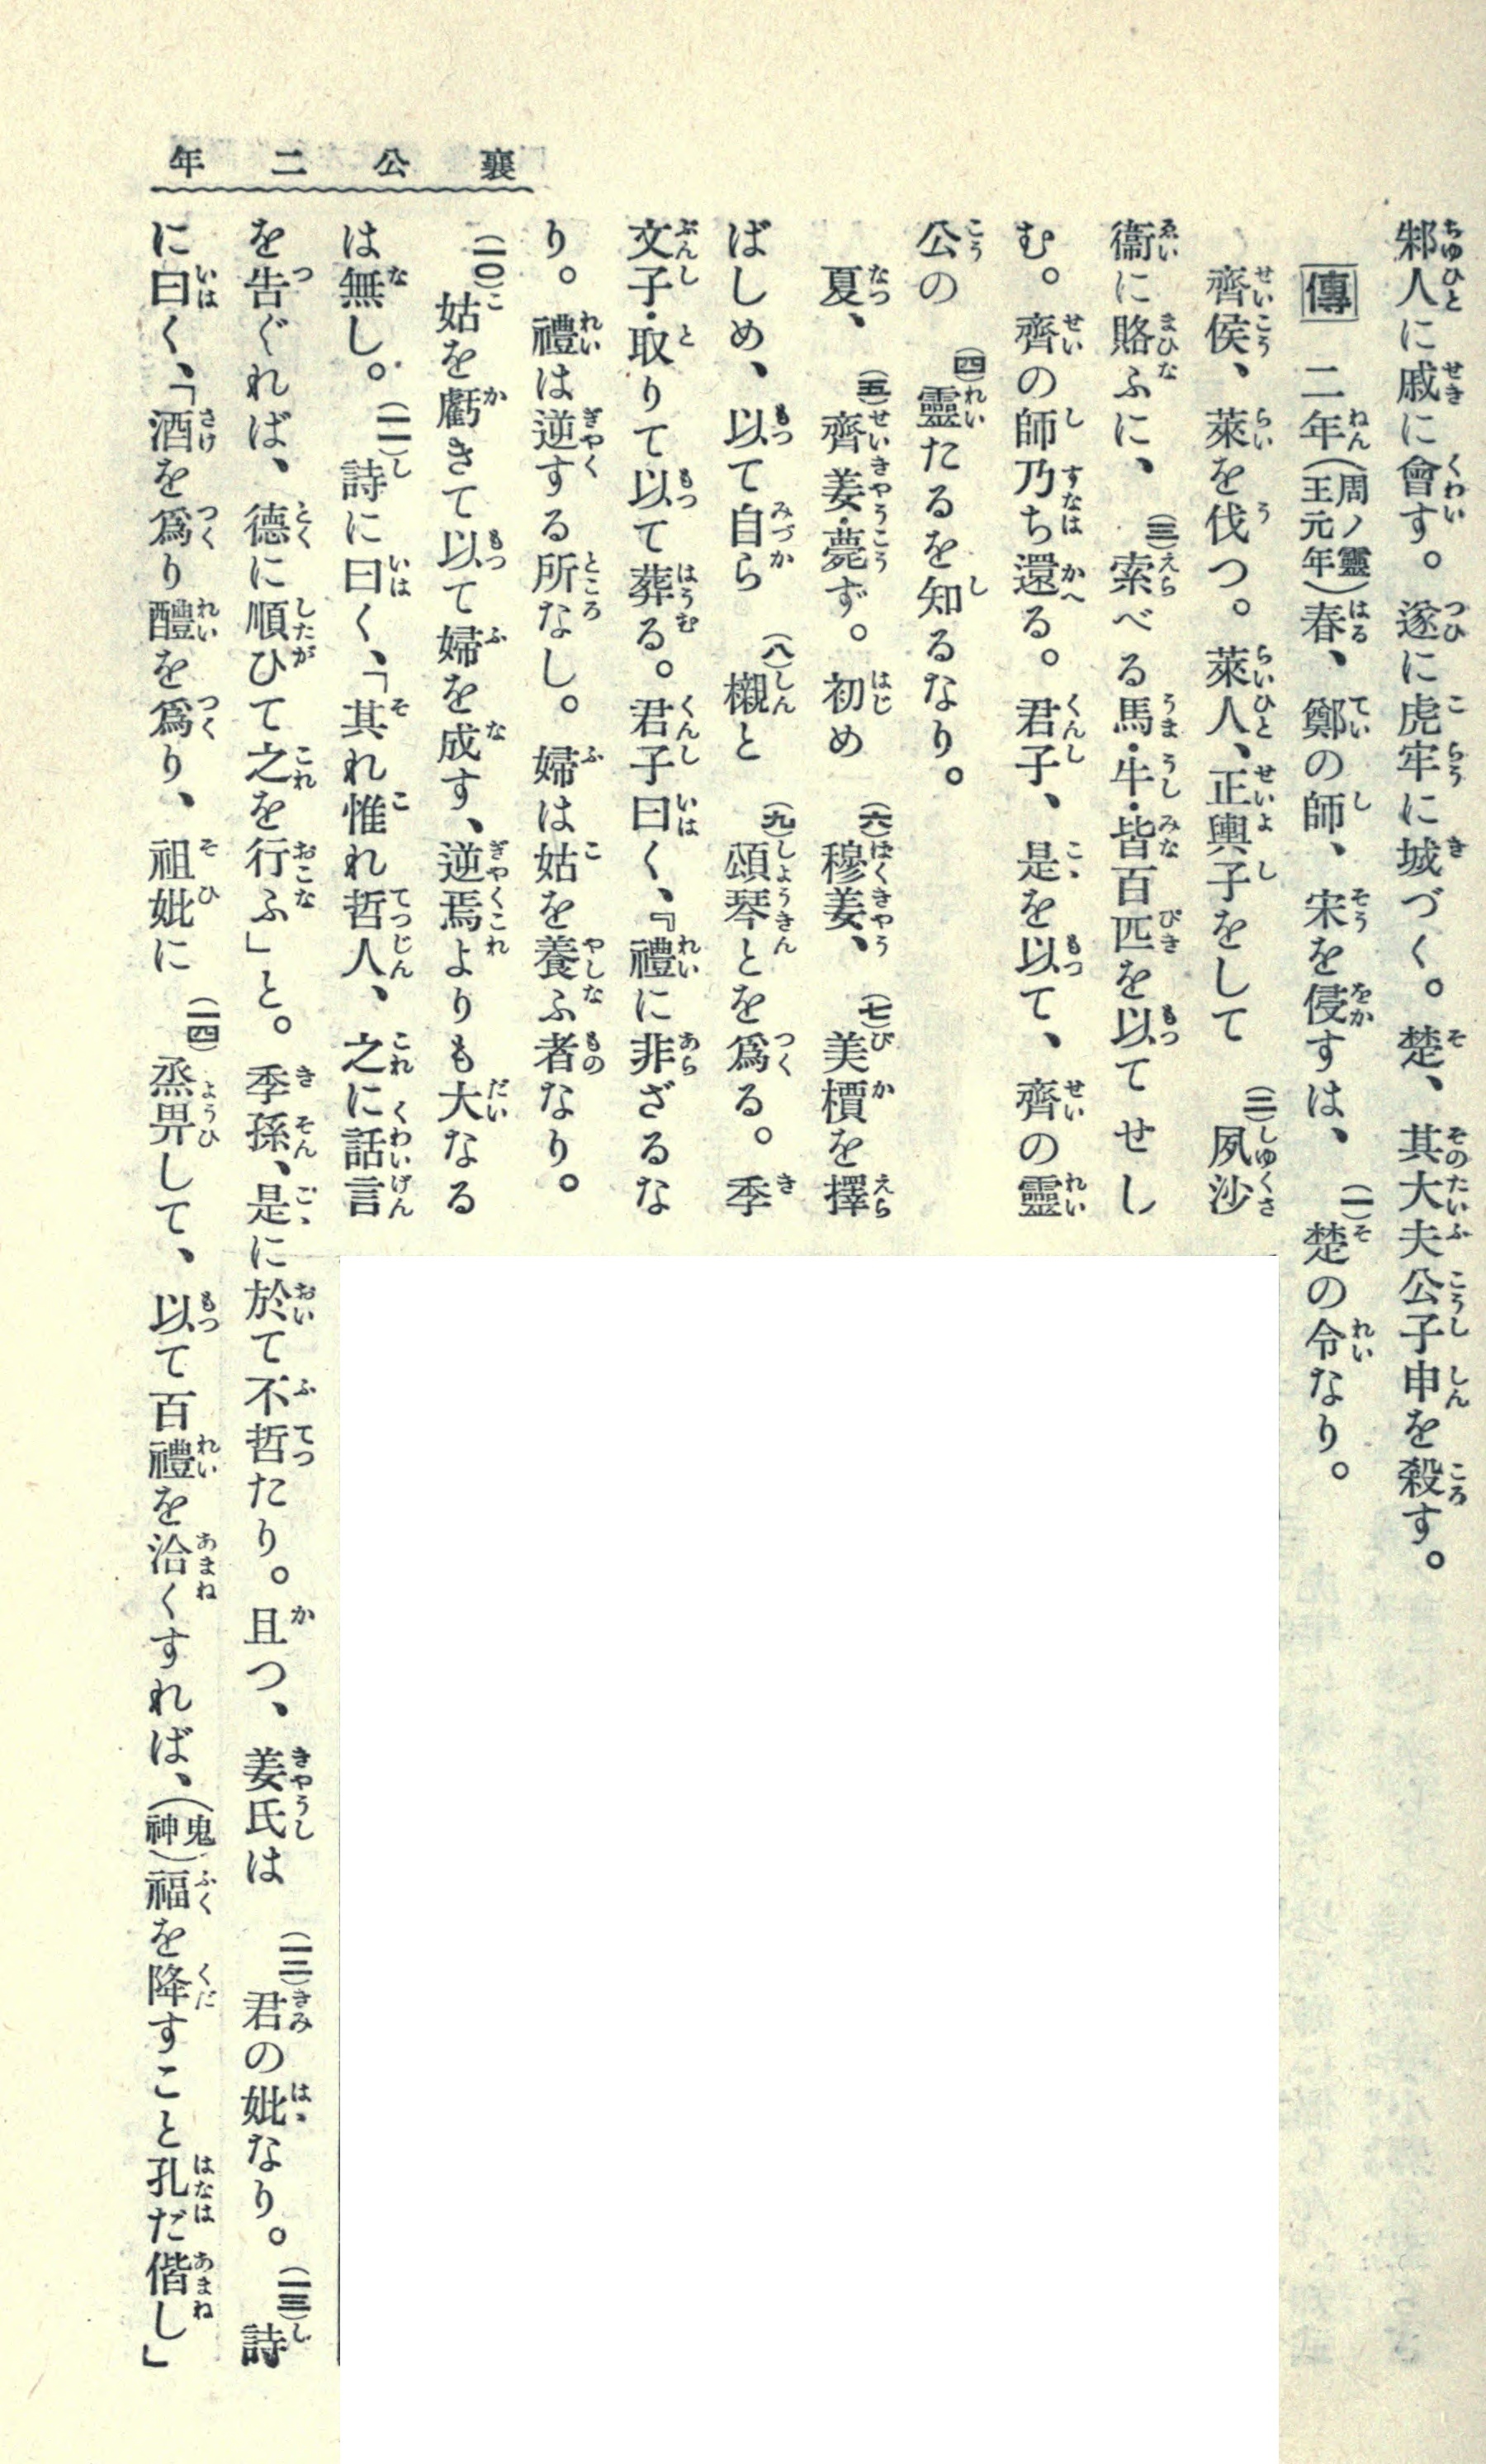 邾人に戚に會す。遂に虎牢に城づく。楚、其大夫公子申を殺す。
傳 二年(周ノ靈王元年)春、鄭の師、宋を侵すは、(一)楚の令なり。
齊侯、萊を伐つ。萊人、正輿子をして(二)夙沙
衞に賂ふに、(三)索べる馬・牛・皆百匹を以てせし
む。齊の師乃ち還る。君子、是を以て、齊の靈
公の(四)靈たるを知るなり。
夏、(五)齊姜・薨ず。初め(六)穆姜、(七)美檟を擇
ばしめ、以て自ら(八)櫬と(九)頌琴とを爲る。季
文子・取りて以て葬る。君子曰く、『禮に非ざるな
り。禮は逆する所なし。婦は姑を養ふ者なり。
(一〇)姑を虧きて以て婦を成す、逆焉よりも大なる
は無し。(一一)詩に曰く、「其れ惟れ哲人、之に話言
を告ぐれば、德に順ひて之を行ふ」と。季孫、是に於て不哲たり。且つ、姜氏は(一二)君の妣なり。(一三)詩
に曰く、「酒を爲り醴を爲り、祖妣に(一四)烝畀して、以て百禮を洽くすれば、(鬼神)福を降すこと孔だ偕し」
襄公二年